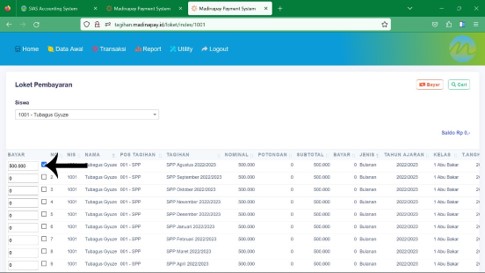 SAS Accounting System
Madinapay Payment System
Madinapay Payment System
tagihan.madinapay.id/loket/index/1001
Home Data Awal Transaksi Report Utility Logout
Loket Pembayaran
Bayar Cari
Siswa
1001 - Tubagus Gyuze
Saldo Rp 0,-
BAYAR NIS NAMA POS TAGIHAN TAGIHAN NOMINAL POTONGAN SUBTOTAL BAYAR JENIS TAHUN AJARAN KELAS
500.000 1001 Tubagus Gyuze 001 - SPP SPP Agustus 2022/2023 500.000 0 500.000 0 Bulanan 2022/2023 1 Abu Bakar
0 2 1001 Tubagus Gyuze 001 - SPP SPP September 2022/2023 500.000 0 500.000 0 Bulanan 2022/2023 1 Abu Bakar
0 3 1001 Tubagus Gyuze 001 - SPP SPP Oktober 2022/2023 500.000 0 500.000 0 Bulanan 2022/2023 1 Abu Bakar
0 4 1001 Tubagus Gyuze 001 - SPP SPP November 2022/2023 500.000 0 500.000 0 Bulanan 2022/2023 1 Abu Bakar
0 5 1001 Tubagus Gyuze 001 - SPP SPP Desember 2022/2023 500.000 0 500.000 0 Bulanan 2022/2023 1 Abu Bakar
0 6 1001 Tubagus Gyuze 001 - SPP SPP Januari 2022/2023 500.000 0 500.000 0 Bulanan 2022/2023 1 Abu Bakar
0 7 1001 Tubagus Gyuze 001 - SPP SPP Februari 2022/2023 500.000 0 500.000 0 Bulanan 2022/2023 1 Abu Bakar
0 8 1001 Tubagus Gyuze 001 - SPP SPP Maret 2022/2023 500.000 0 500.000 0 Bulanan 2022/2023 1 Abu Bakar
0 9 1001 Tubagus Gyuze 001 - SPP SPP April 2022/2023 500.000 0 500.000 0 Bulanan 2022/2023 1 Abu Bakar